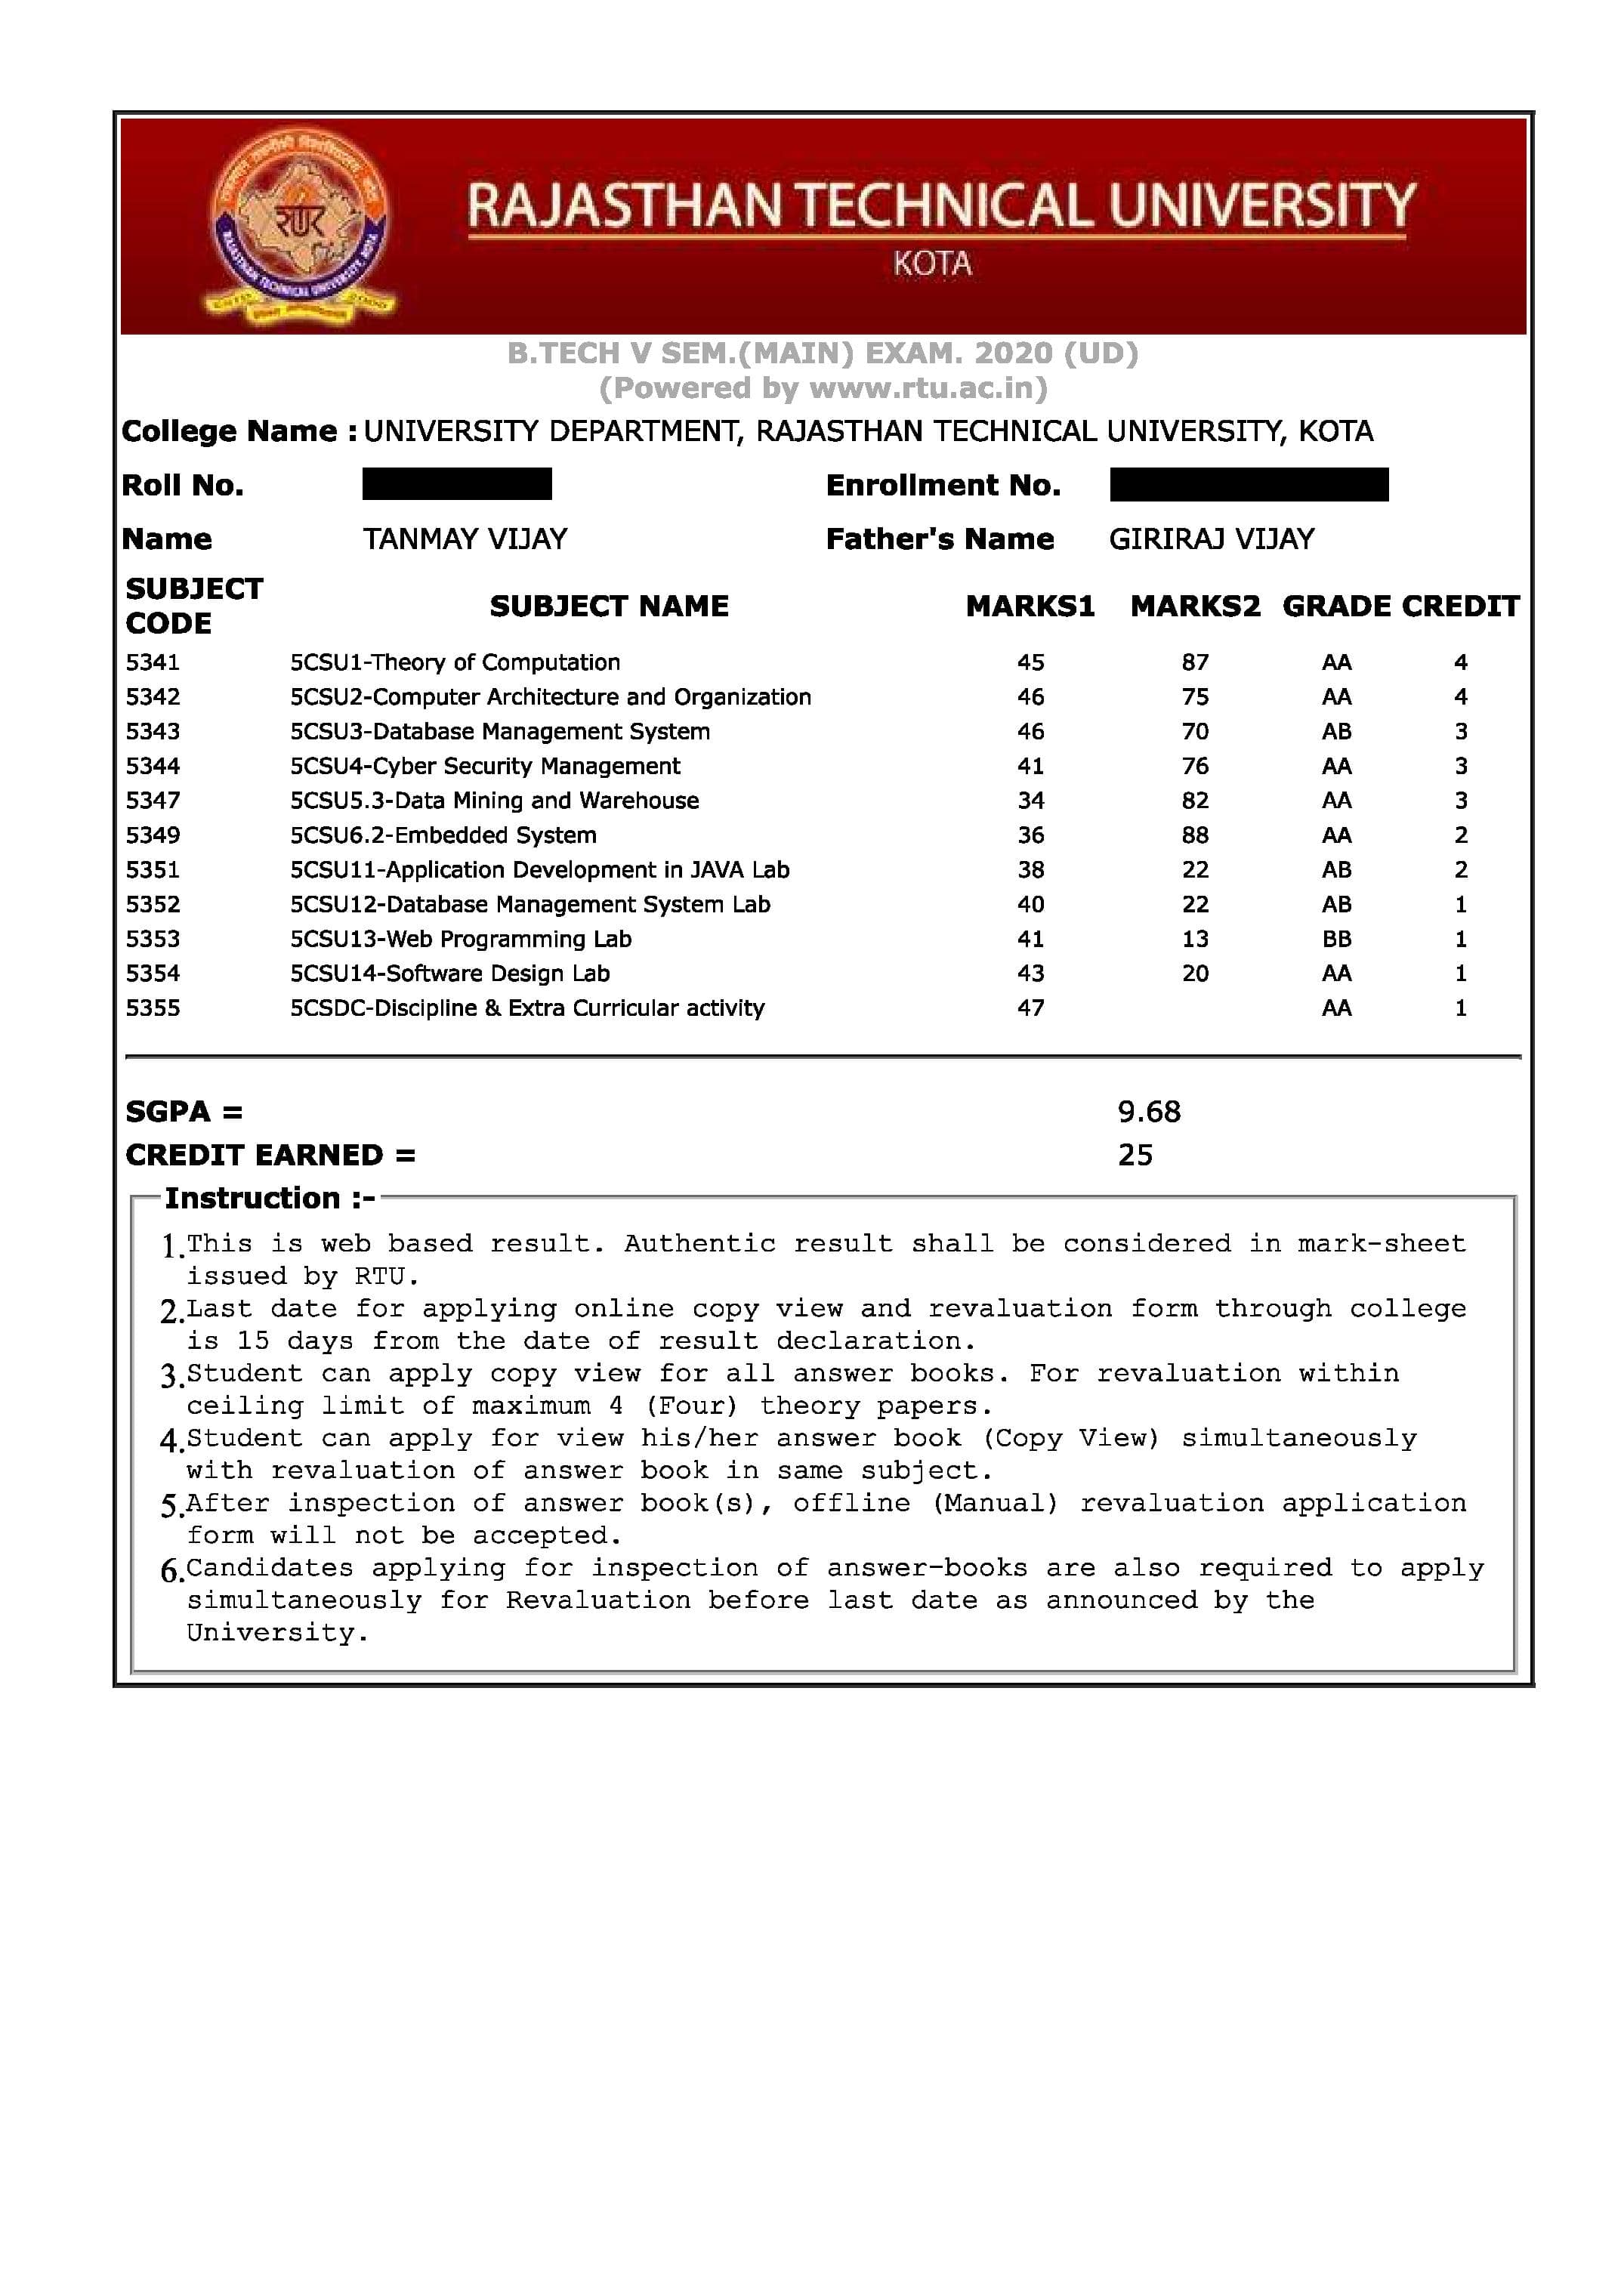 RAJASTHAN TECHNICAL UNIVERSITY
KOTA
रा.प्रौ.वि
RAJASTHAN TECHNICAL UNIVERSITY, KOTA
B.TECH V SEM.(MAIN) EXAM. 2020 (UD)
(Powered by www.rtu.ac.in)
College Name : UNIVERSITY DEPARTMENT, RAJASTHAN TECHNICAL UNIVERSITY, KOTA
Roll No. Enrollment No.
Name TANMAY VIJAY Father's Name GIRIRAJ VIJAY
SUBJECT CODE SUBJECT NAME MARKS1 MARKS2 GRADE CREDIT
5341 5CSU1-Theory of Computation 45 87 AA 4
5342 5CSU2-Computer Architecture and Organization 46 75 AA 4
5343 5CSU3-Database Management System 46 70 AB 3
5344 5CSU4-Cyber Security Management 41 76 AA 3
5347 5CSU5.3-Data Mining and Warehouse 34 82 AA 3
5349 5CSU6.2-Embedded System 36 88 AA 2
5351 5CSU11-Application Development in JAVA Lab 38 22 AB 2
5352 5CSU12-Database Management System Lab 40 22 AB 1
5353 5CSU13-Web Programming Lab 41 13 BB 1
5354 5CSU14-Software Design Lab 43 20 AA 1
5355 5CSDC-Discipline & Extra Curricular activity 47 AA 1
SGPA = 9.68
CREDIT EARNED = 25
Instruction :-
1.This is web based result. Authentic result shall be considered in mark-sheet
issued by RTU.
2.Last date for applying online copy view and revaluation form through college
is 15 days from the date of result declaration.
3.Student can apply copy view for all answer books. For revaluation within
ceiling limit of maximum 4 (Four) theory papers.
4.Student can apply for view his/her answer book (Copy View) simultaneously
with revaluation of answer book in same subject.
5.After inspection of answer book(s), offline (Manual) revaluation application
form will not be accepted.
6.Candidates applying for inspection of answer-books are also required to apply
simultaneously for Revaluation before last date as announced by the
University.